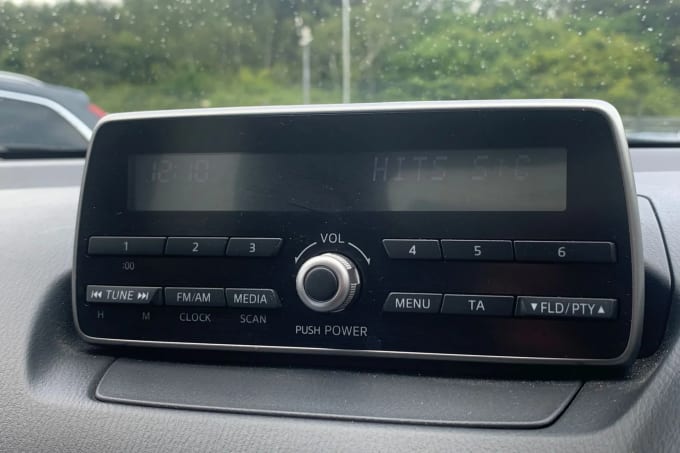 12:10 HITS S+C
VOL
1 2 3 4 5 6
:00
TUNE FM/AM MEDIA MENU TA ▼FLD/PTY▲
H M CLOCK SCAN PUSH POWER